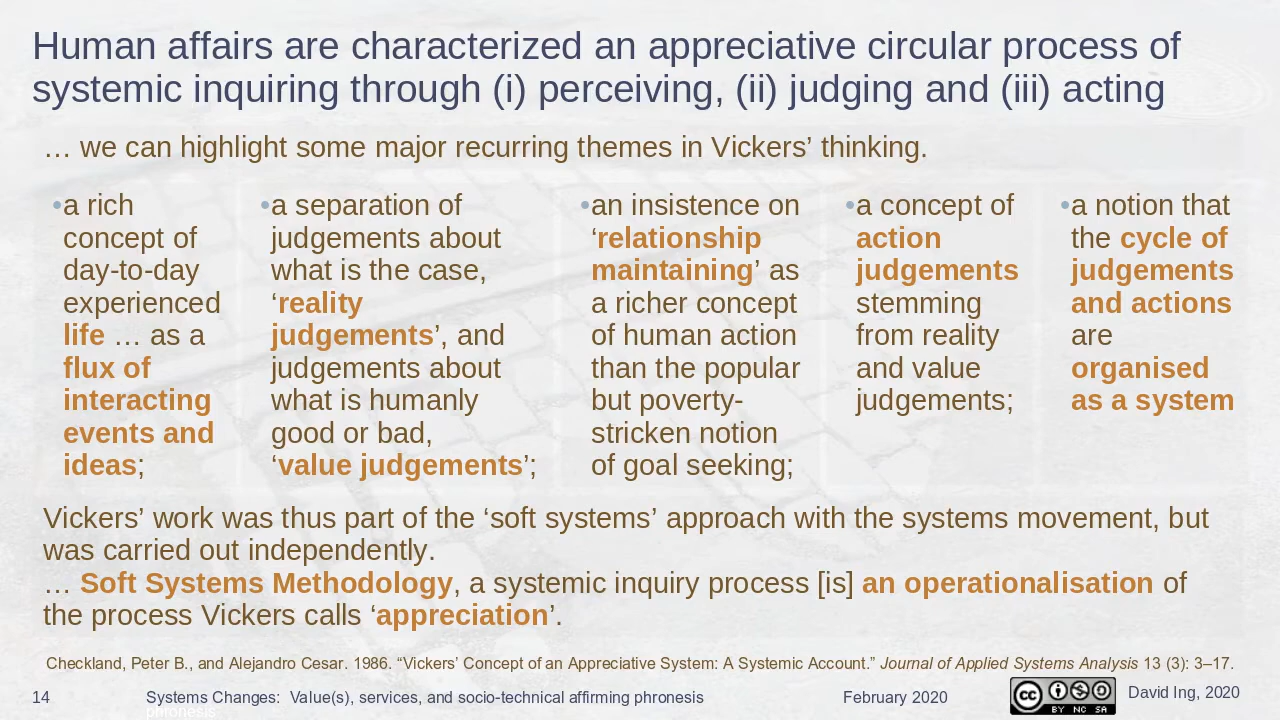 Human affairs are characterized an appreciative circular process of
systemic inquiring through (i) perceiving, (ii) judging and (iii) acting
… we can highlight some major recurring themes in Vickers’ thinking.
•a rich
concept of
day-to-day
experienced
life … as a
flux of
interacting
events and
ideas;
•a separation of
judgements about
what is the case,
‘reality
judgements’, and
judgements about
what is humanly
good or bad,
‘value judgements’;
•an insistence on
‘relationship
maintaining’ as
a richer concept
of human action
than the popular
but poverty-
stricken notion
of goal seeking;
•a concept of
action
judgements
stemming
from reality
and value
judgements;
•a notion that
the cycle of
judgements
and actions
are
organised
as a system
Vickers’ work was thus part of the ‘soft systems’ approach with the systems movement, but
was carried out independently.
… Soft Systems Methodology, a systemic inquiry process [is] an operationalisation of
the process Vickers calls ‘appreciation’.
Checkland, Peter B., and Alejandro Cesar. 1986. “Vickers’ Concept of an Appreciative System: A Systemic Account.” Journal of Applied Systems Analysis 13 (3): 3–17.
14
Systems Changes: Value(s), services, and socio-technical affirming phronesis
phronesis
February 2020
cc
BY NC SA
David Ing, 2020